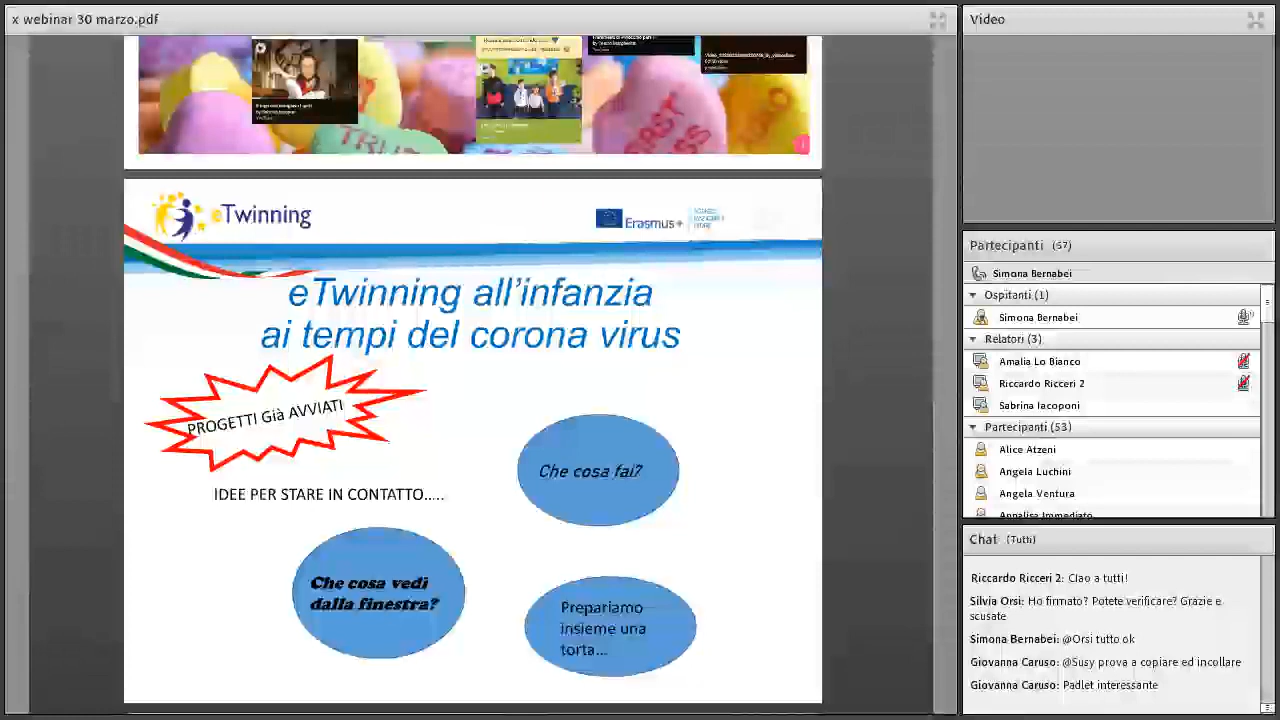 x webinar 30 marzo.pdf
TRUE
eTwinning
Erasmus+
eTwinning all'infanzia
ai tempi del corona virus
PROGETTI Già AVVIATI
IDEE PER STARE IN CONTATTO.....
Che cosa fai?
Che cosa vedi
dalla finestra?
Prepariamo
insieme una
torta...
Video
Partecipanti (57)
Simona Bernabei
Ospitanti (1)
Simona Bernabei
Relatori (3)
Amalia Lo Bianco
Riccardo Ricceri 2
Sabrina Iacoponi
Partecipanti (53)
Alice Atzeni
Angela Luchini
Angela Ventura
Annalisa Immediato
Chat (Tutti)
Riccardo Ricceri 2: Ciao a tutti!
Silvia Orsi: Ho firmato? Potete verificare? Grazie e
scusate
Simona Bernabei: @Orsi tutto ok
Giovanna Caruso: @Susy prova a copiare ed incollare
Giovanna Caruso: Padlet interessante